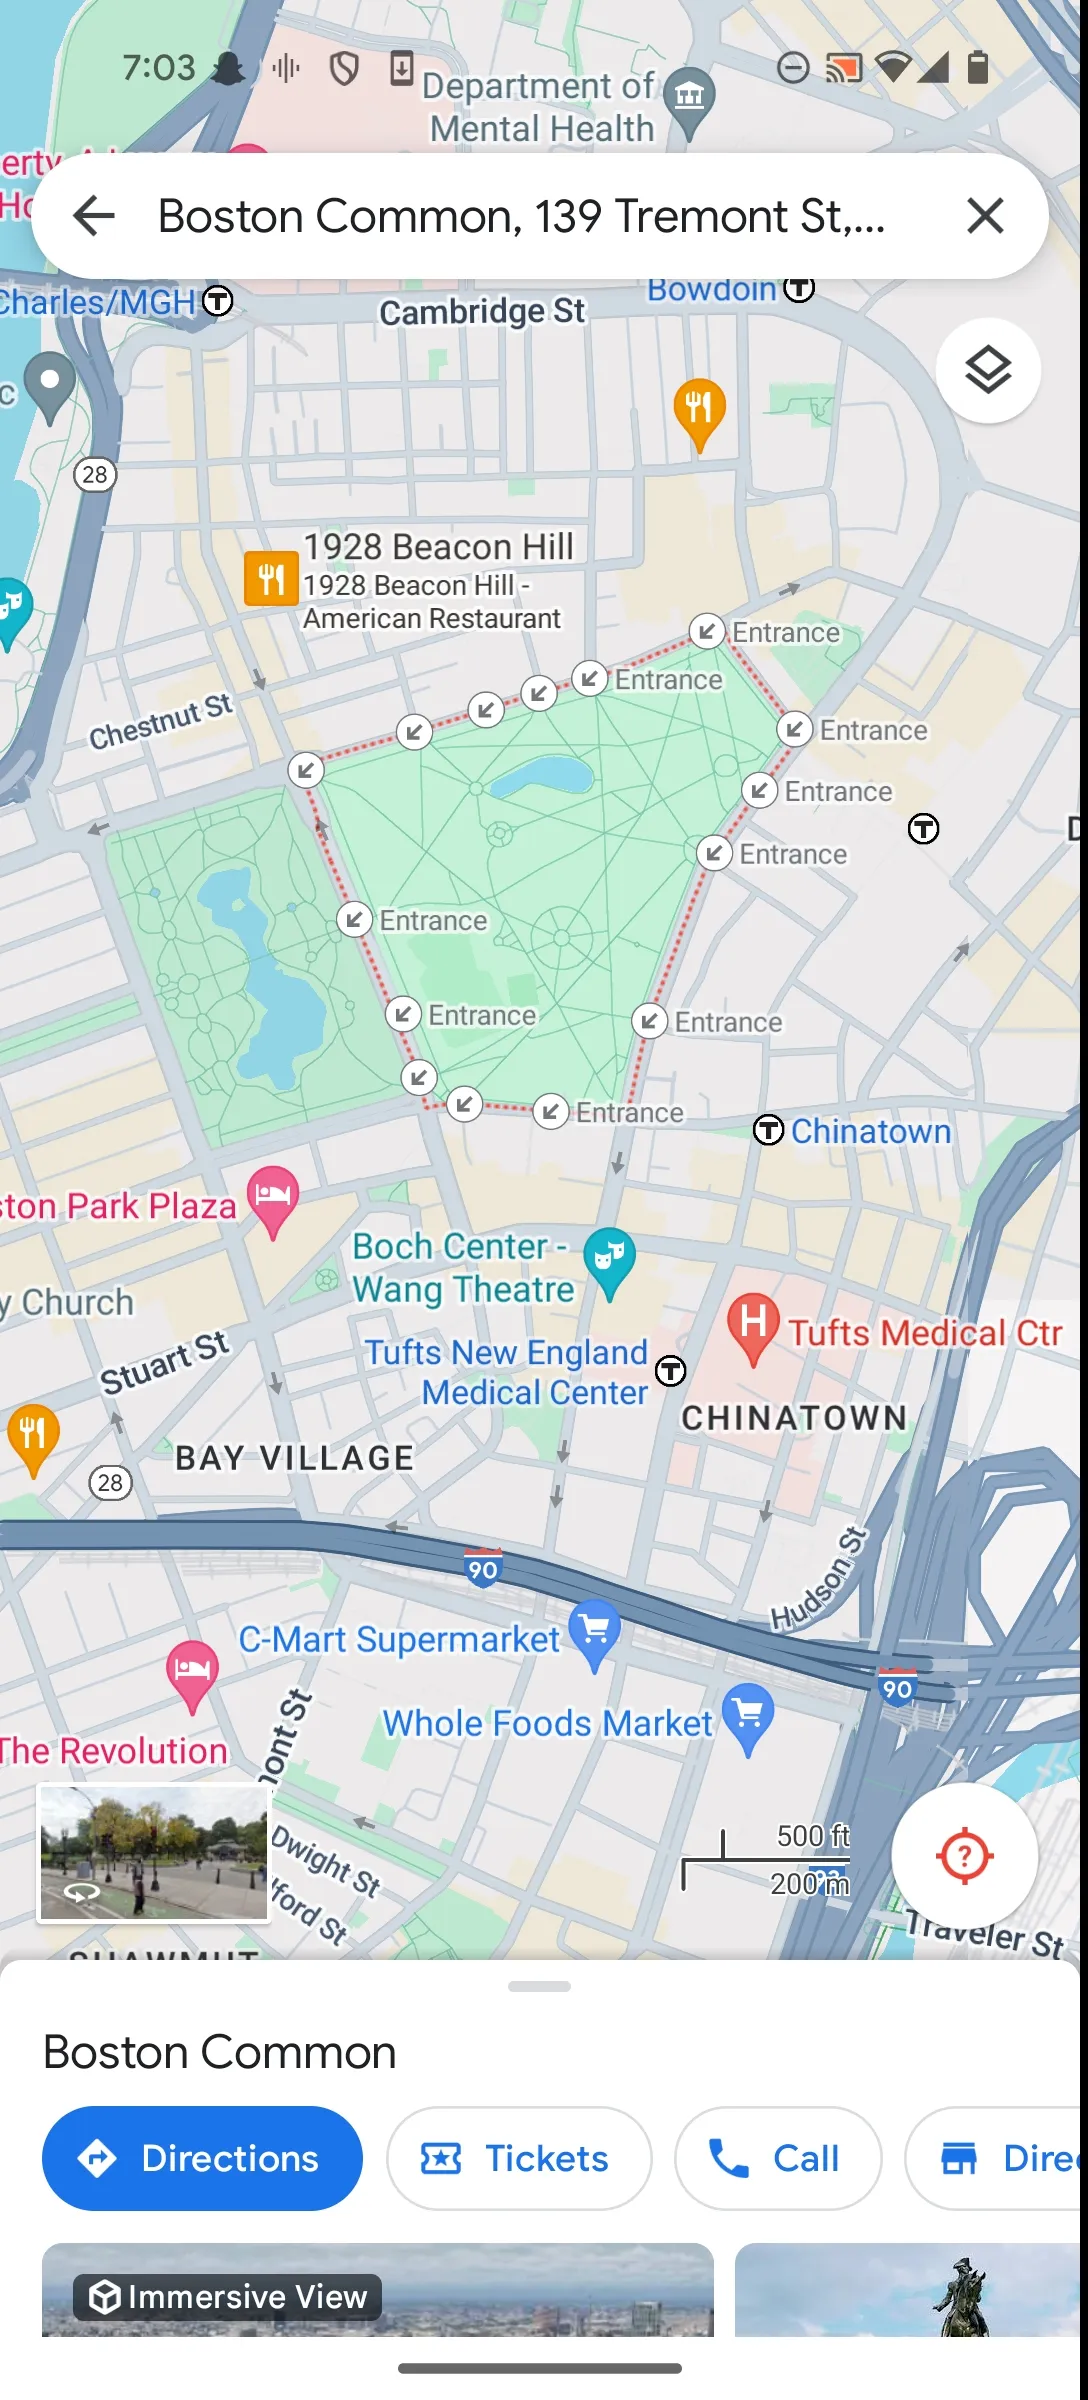 7:03
Department of
Mental Health
Boston Common, 139 Tremont St,...
Charles/MGH
T
Bowdoin
T
Cambridge St
28
1928 Beacon Hill
1928 Beacon Hill -
American Restaurant
Entrance
Entrance
Chestnut St
Entrance
Entrance
T
Entrance
Entrance
Entrance
Entrance
Entrance
T
Chinatown
ston Park Plaza
Boch Center -
Wang Theatre
y Church
Stuart St
H
Tufts Medical Ctr
Tufts New England
Medical Center
T
CHINATOWN
BAY VILLAGE
28
90
Hudson St
C-Mart Supermarket
90
Whole Foods Market
The Revolution
mont St
Dwight St
lford St
500 ft
200 m
?
Traveler St
SHAWMUT
Boston Common
Directions
Tickets
Call
Dire
Immersive View